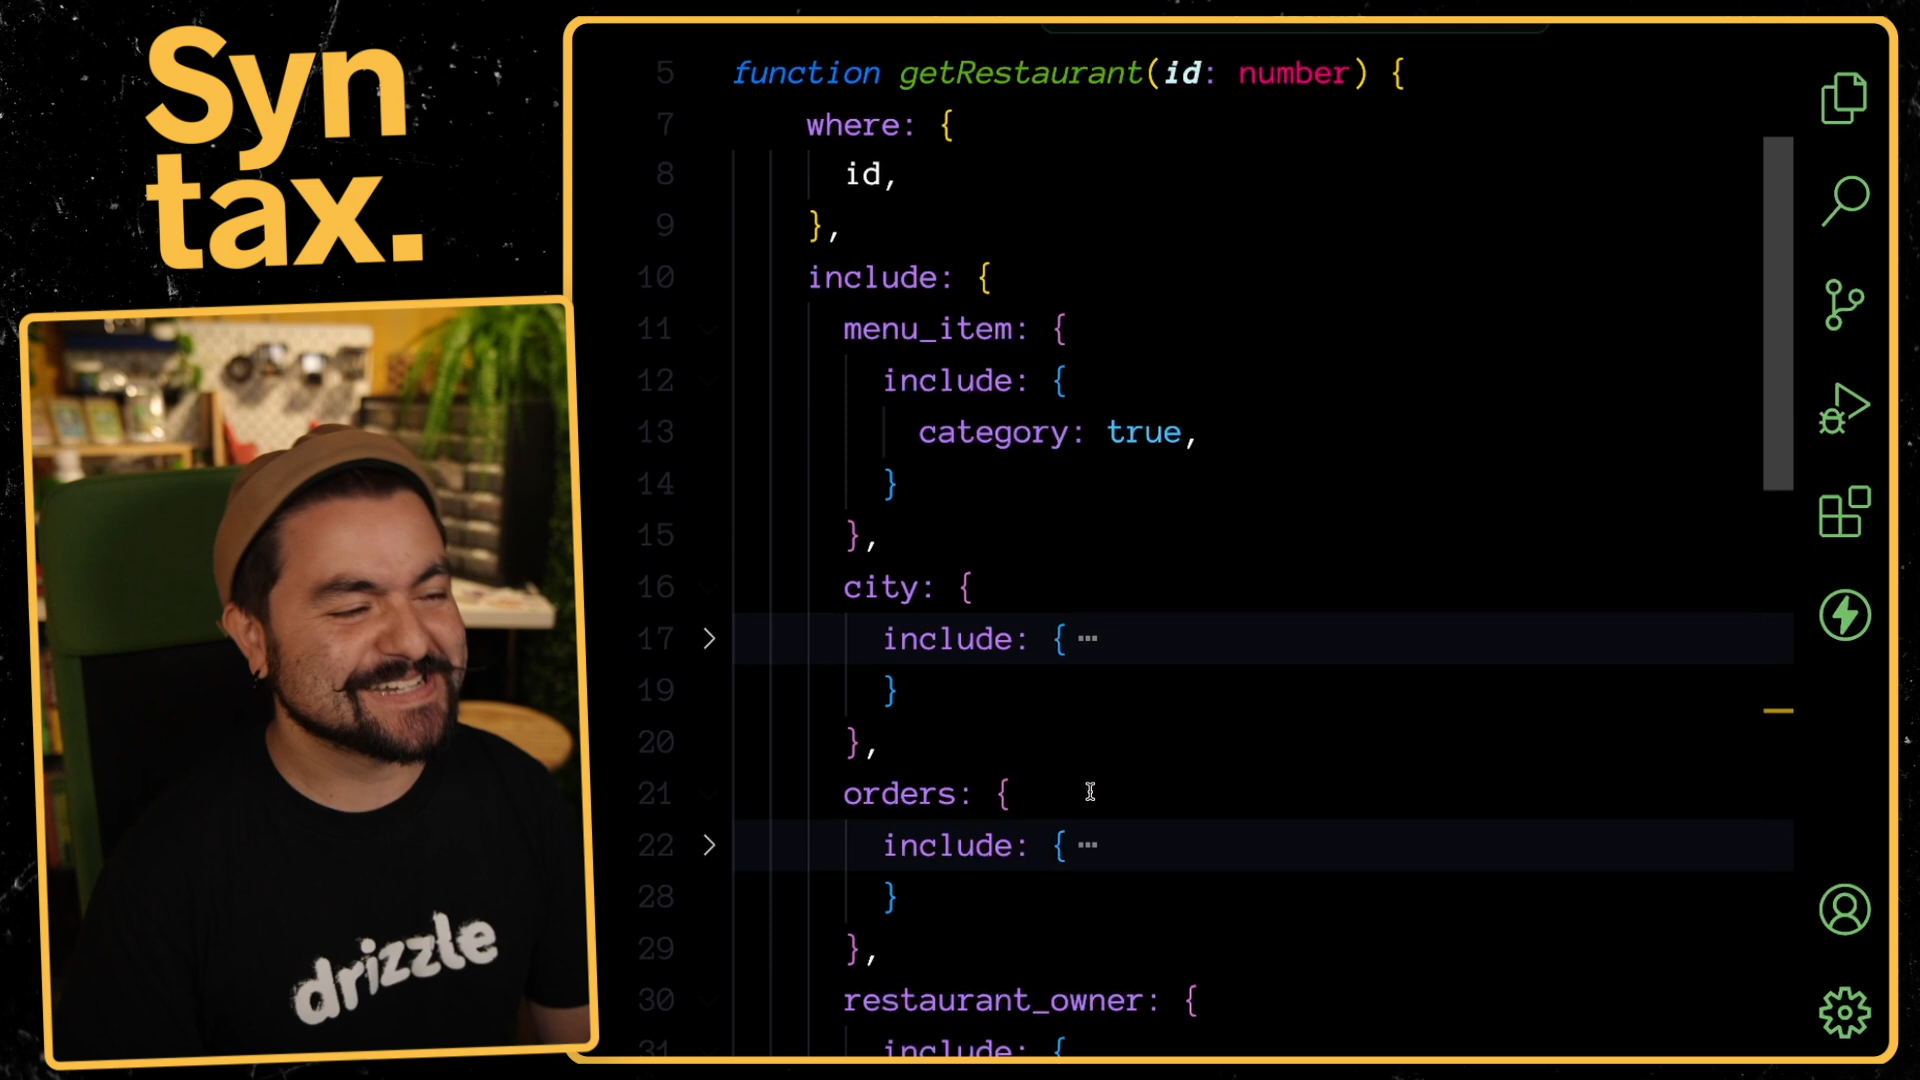 Syn
tax.
5 function getRestaurant(id: number) {
7 where: {
8 id,
9 },
10 include: {
11 menu_item: {
12 include: {
13 category: true,
14 }
15 },
16 city: {
17 include: { ⋯
19 }
20 },
21 orders: {
22 include: { ⋯
28 }
29 },
30 restaurant_owner: {
31 include: {
drizzle